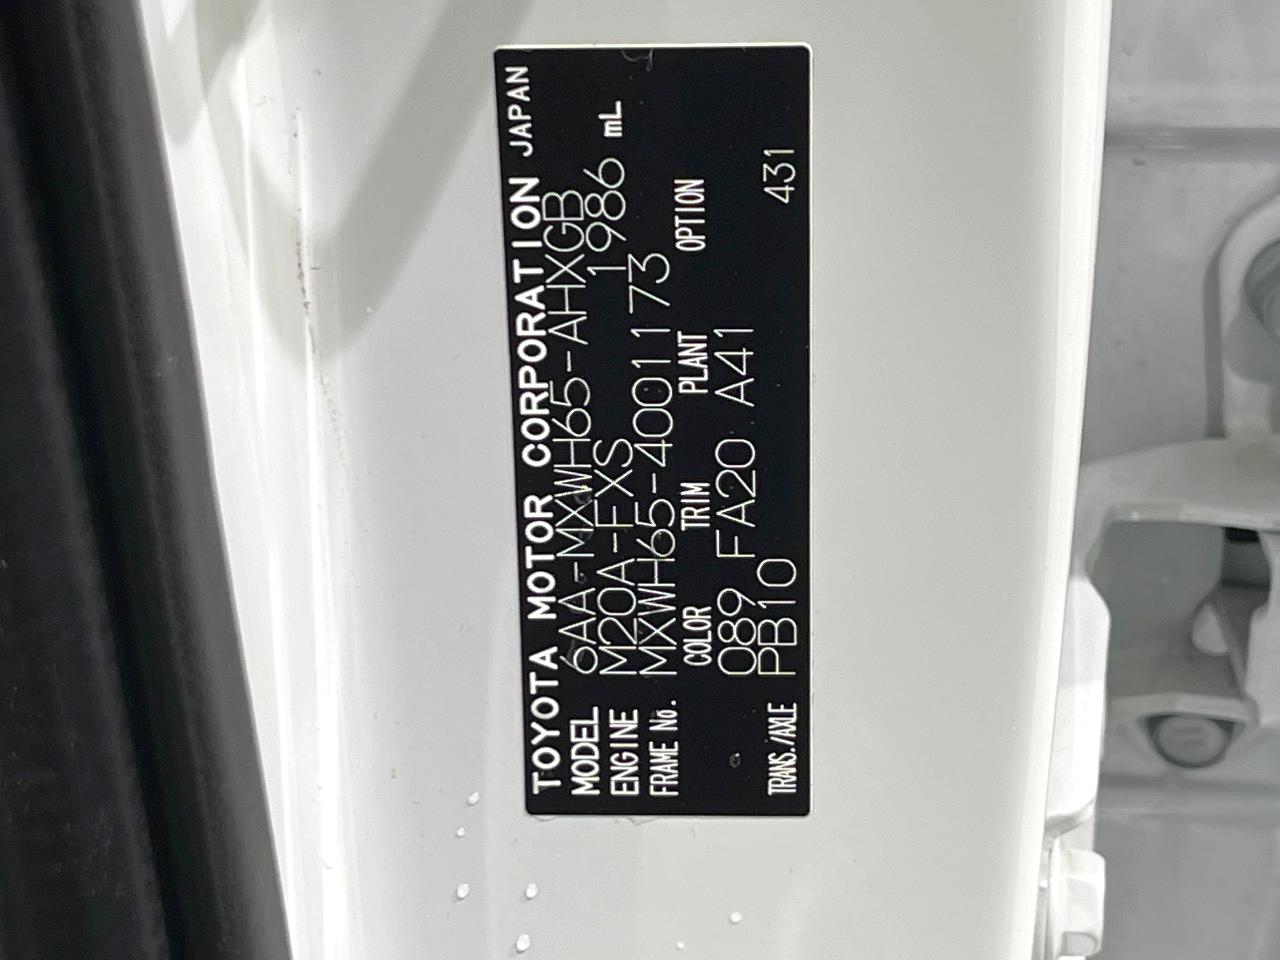 TOYOTA MOTOR CORPORATION JAPAN
MODEL 6AA-MXWH65-AHXGB
ENGINE M20A-FXS 1986 mL
FRAME No. MXWH65-4001173
COLOR TRIM PLANT OPTION
089 FA20 A41
TRANS./AXLE PB10 431